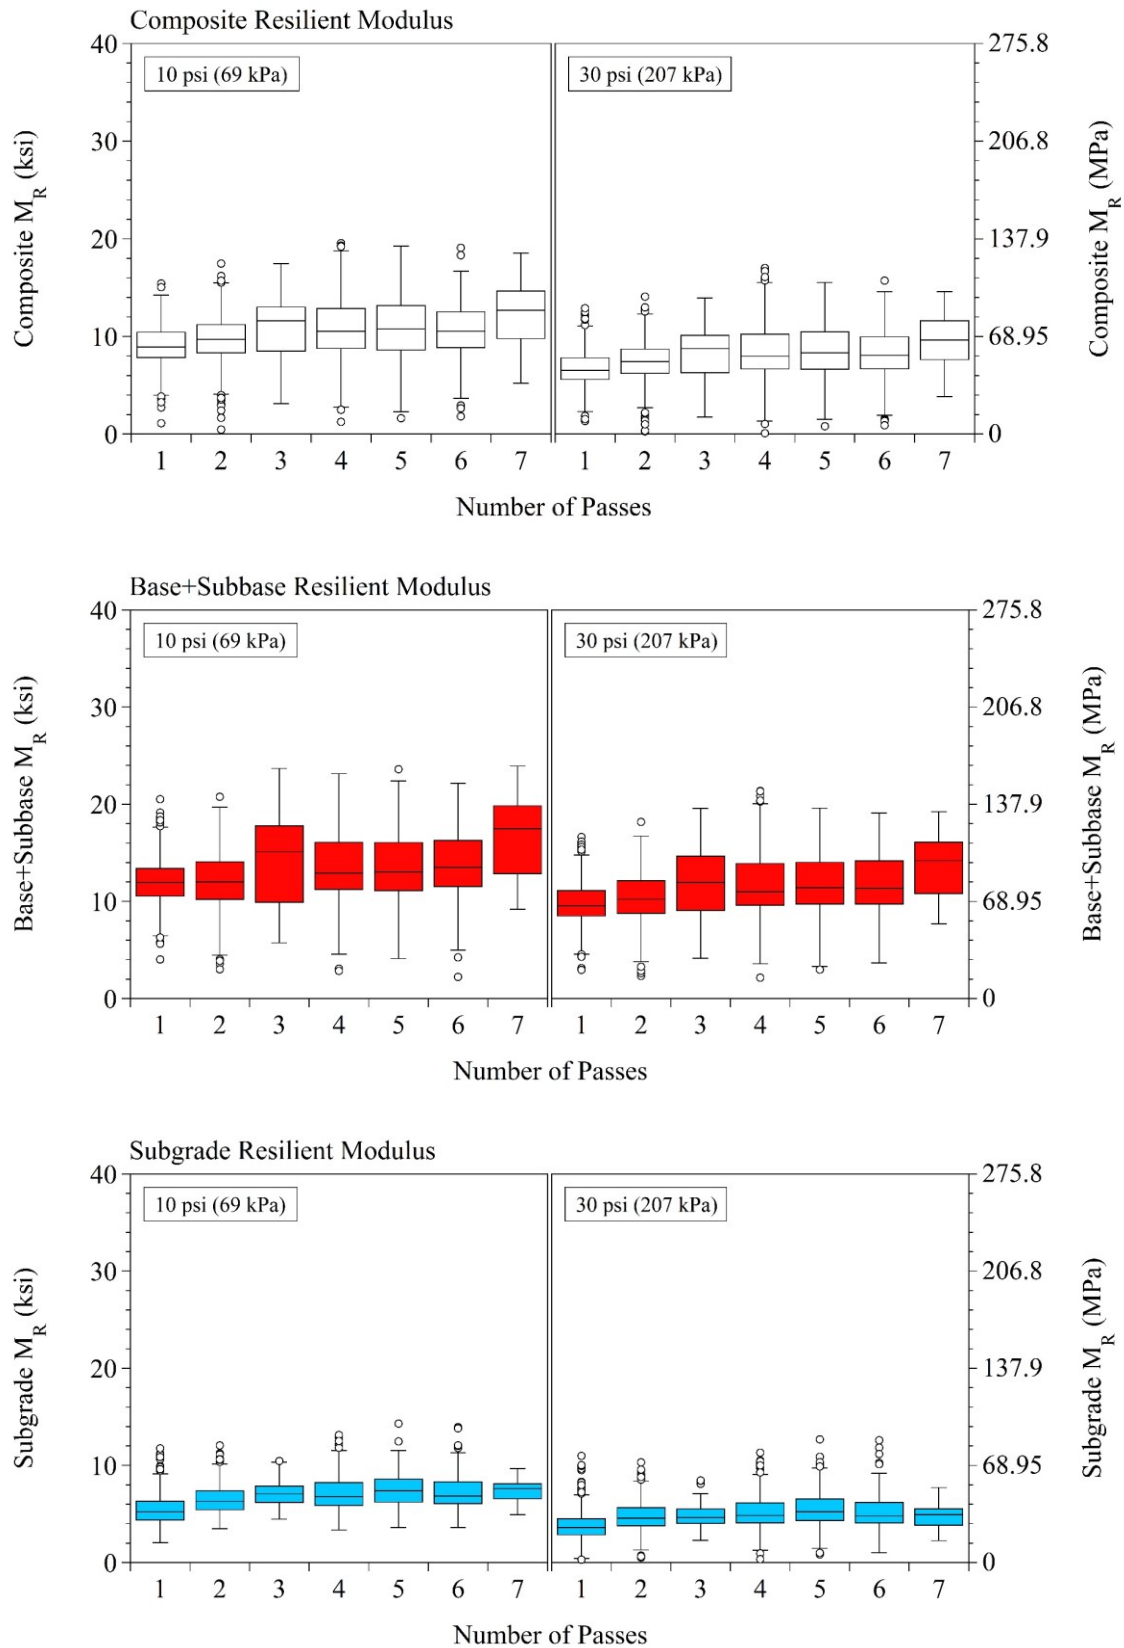 Composite Resilient Modulus
10 psi (69 kPa)
30 psi (207 kPa)
Composite M_R (ksi)
40
30
20
10
0
275.8
206.8
137.9
68.95
0
Composite M_R (MPa)
1 2 3 4 5 6 7 1 2 3 4 5 6 7
Number of Passes
Base+Subbase Resilient Modulus
10 psi (69 kPa)
30 psi (207 kPa)
Base+Subbase M_R (ksi)
40
30
20
10
0
275.8
206.8
137.9
68.95
0
Base+Subbase M_R (MPa)
1 2 3 4 5 6 7 1 2 3 4 5 6 7
Number of Passes
Subgrade Resilient Modulus
10 psi (69 kPa)
30 psi (207 kPa)
Subgrade M_R (ksi)
40
30
20
10
0
275.8
206.8
137.9
68.95
0
Subgrade M_R (MPa)
1 2 3 4 5 6 7 1 2 3 4 5 6 7
Number of Passes